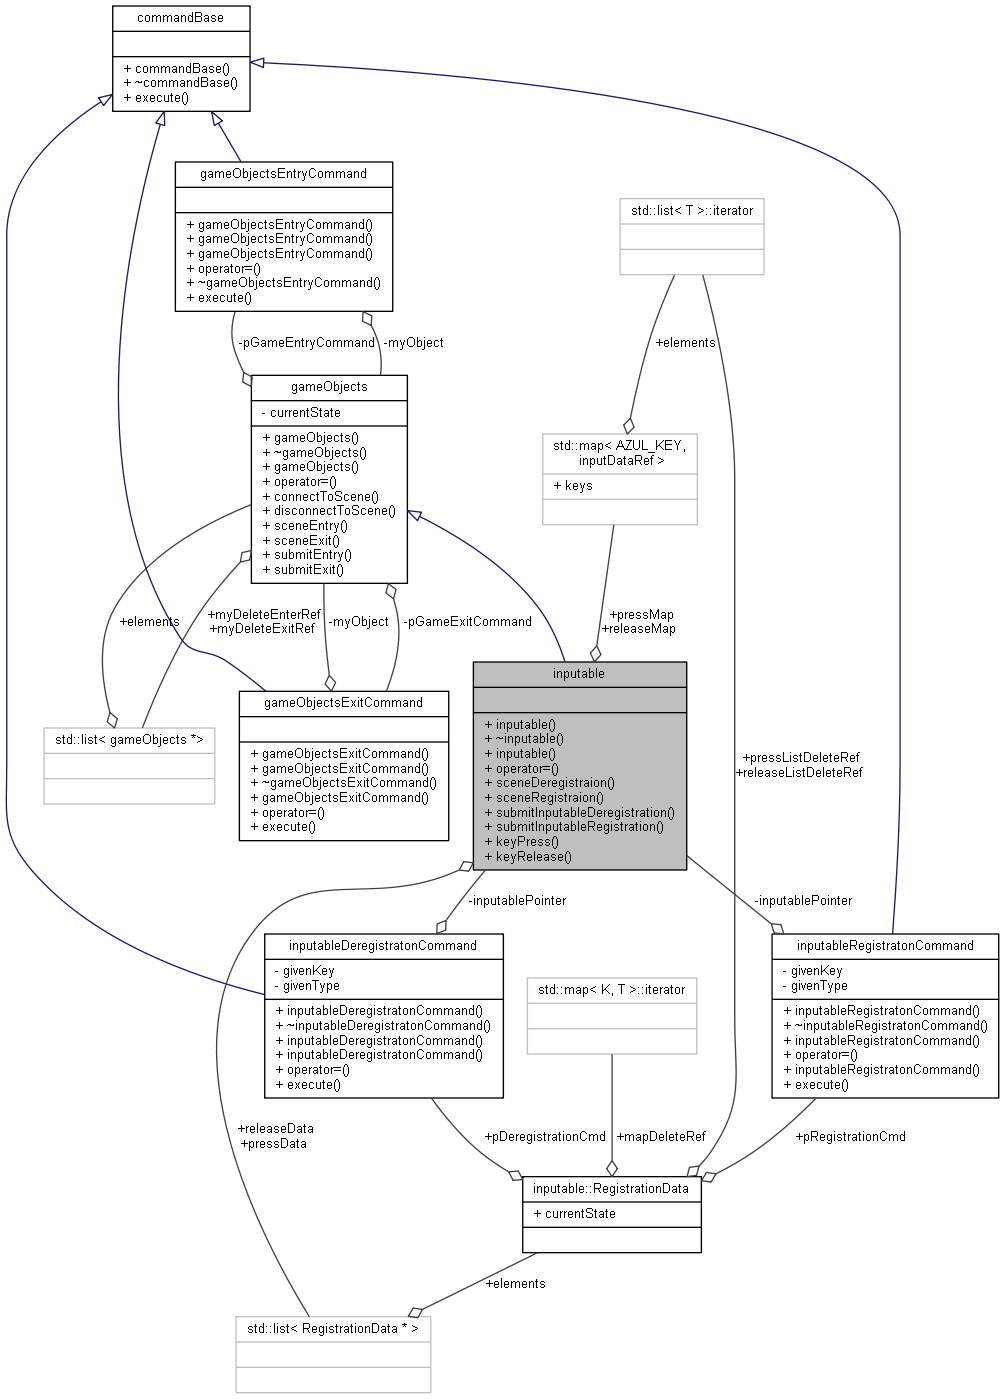 commandBase
+ commandBase()
+ ~commandBase()
+ execute()
gameObjectsEntryCommand
+ gameObjectsEntryCommand()
+ gameObjectsEntryCommand()
+ gameObjectsEntryCommand()
+ operator=()
+ ~gameObjectsEntryCommand()
+ execute()
std::list< T >::iterator
-pGameEntryCommand
-myObject
+elements
gameObjects
- currentState
+ gameObjects()
+ ~gameObjects()
+ gameObjects()
+ operator=()
+ connectToScene()
+ disconnectToScene()
+ sceneEntry()
+ sceneExit()
+ submitEntry()
+ submitExit()
std::map< AZUL_KEY,
inputDataRef >
+ keys
+elements
+myDeleteEnterRef
+myDeleteExitRef
-myObject
-pGameExitCommand
+pressMap
+releaseMap
inputable
+ inputable()
+ ~inputable()
+ inputable()
+ operator=()
+ sceneDeregistraion()
+ sceneRegistraion()
+ submitInputableDeregistration()
+ submitInputableRegistration()
+ keyPress()
+ keyRelease()
gameObjectsExitCommand
+ gameObjectsExitCommand()
+ gameObjectsExitCommand()
+ ~gameObjectsExitCommand()
+ gameObjectsExitCommand()
+ operator=()
+ execute()
std::list< gameObjects *>
+pressListDeleteRef
+releaseListDeleteRef
-inputablePointer
-inputablePointer
inputableDeregistratonCommand
- givenKey
- givenType
+ inputableDeregistratonCommand()
+ ~inputableDeregistratonCommand()
+ inputableDeregistratonCommand()
+ inputableDeregistratonCommand()
+ operator=()
+ execute()
std::map< K, T >::iterator
inputableRegistratonCommand
- givenKey
- givenType
+ inputableRegistratonCommand()
+ ~inputableRegistratonCommand()
+ inputableRegistratonCommand()
+ operator=()
+ inputableRegistratonCommand()
+ execute()
+releaseData
+pressData
+pDeregistrationCmd
+mapDeleteRef
+pRegistrationCmd
inputable::RegistrationData
+ currentState
+elements
std::list< RegistrationData * >